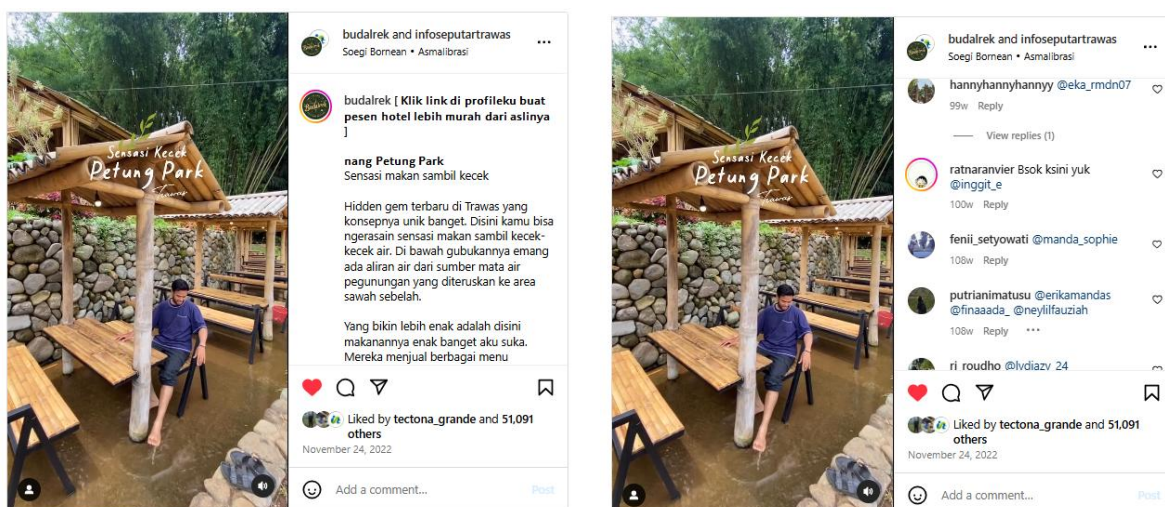 budalrek and infoseputartrawas
Soegi Bornean • Asmalibrasi
budalrek [ Klik link di profileku buat
pesen hotel lebih murah dari aslinya
]
nang Petung Park
Sensasi makan sambil kecek
Hidden gem terbaru di Trawas yang
konsepnya unik banget. Disini kamu bisa
ngerasain sensasi makan sambil kecek-
kecek air. Di bawah gubukannya emang
ada aliran air dari sumber mata air
pegunungan yang diteruskan ke area
sawah sebelah.
Yang bikin lebih enak adalah disini
makanannya enak banget aku suka.
Mereka menjual berbagai menu
Liked by tectona_grande and 51,091
others
November 24, 2022
Add a comment...
Post
Sensasi Kecek
Petung Park
Trawas
budalrek and infoseputartrawas
Soegi Bornean • Asmalibrasi
hannyhannyhannyy @eka_rmdn07
99w Reply
View replies (1)
ratnaranvier Bsok ksini yuk
@inggit_e
100w Reply
fenii_setyowati @manda_sophie
108w Reply
putrianimatusu @erikamandas
@finaaada_ @neylilfauziah
108w Reply
ri_roudho @lvdiazy_24
Liked by tectona_grande and 51,091
others
November 24, 2022
Add a comment...
Post
Sensasi Kecek
Petung Park
Trawas